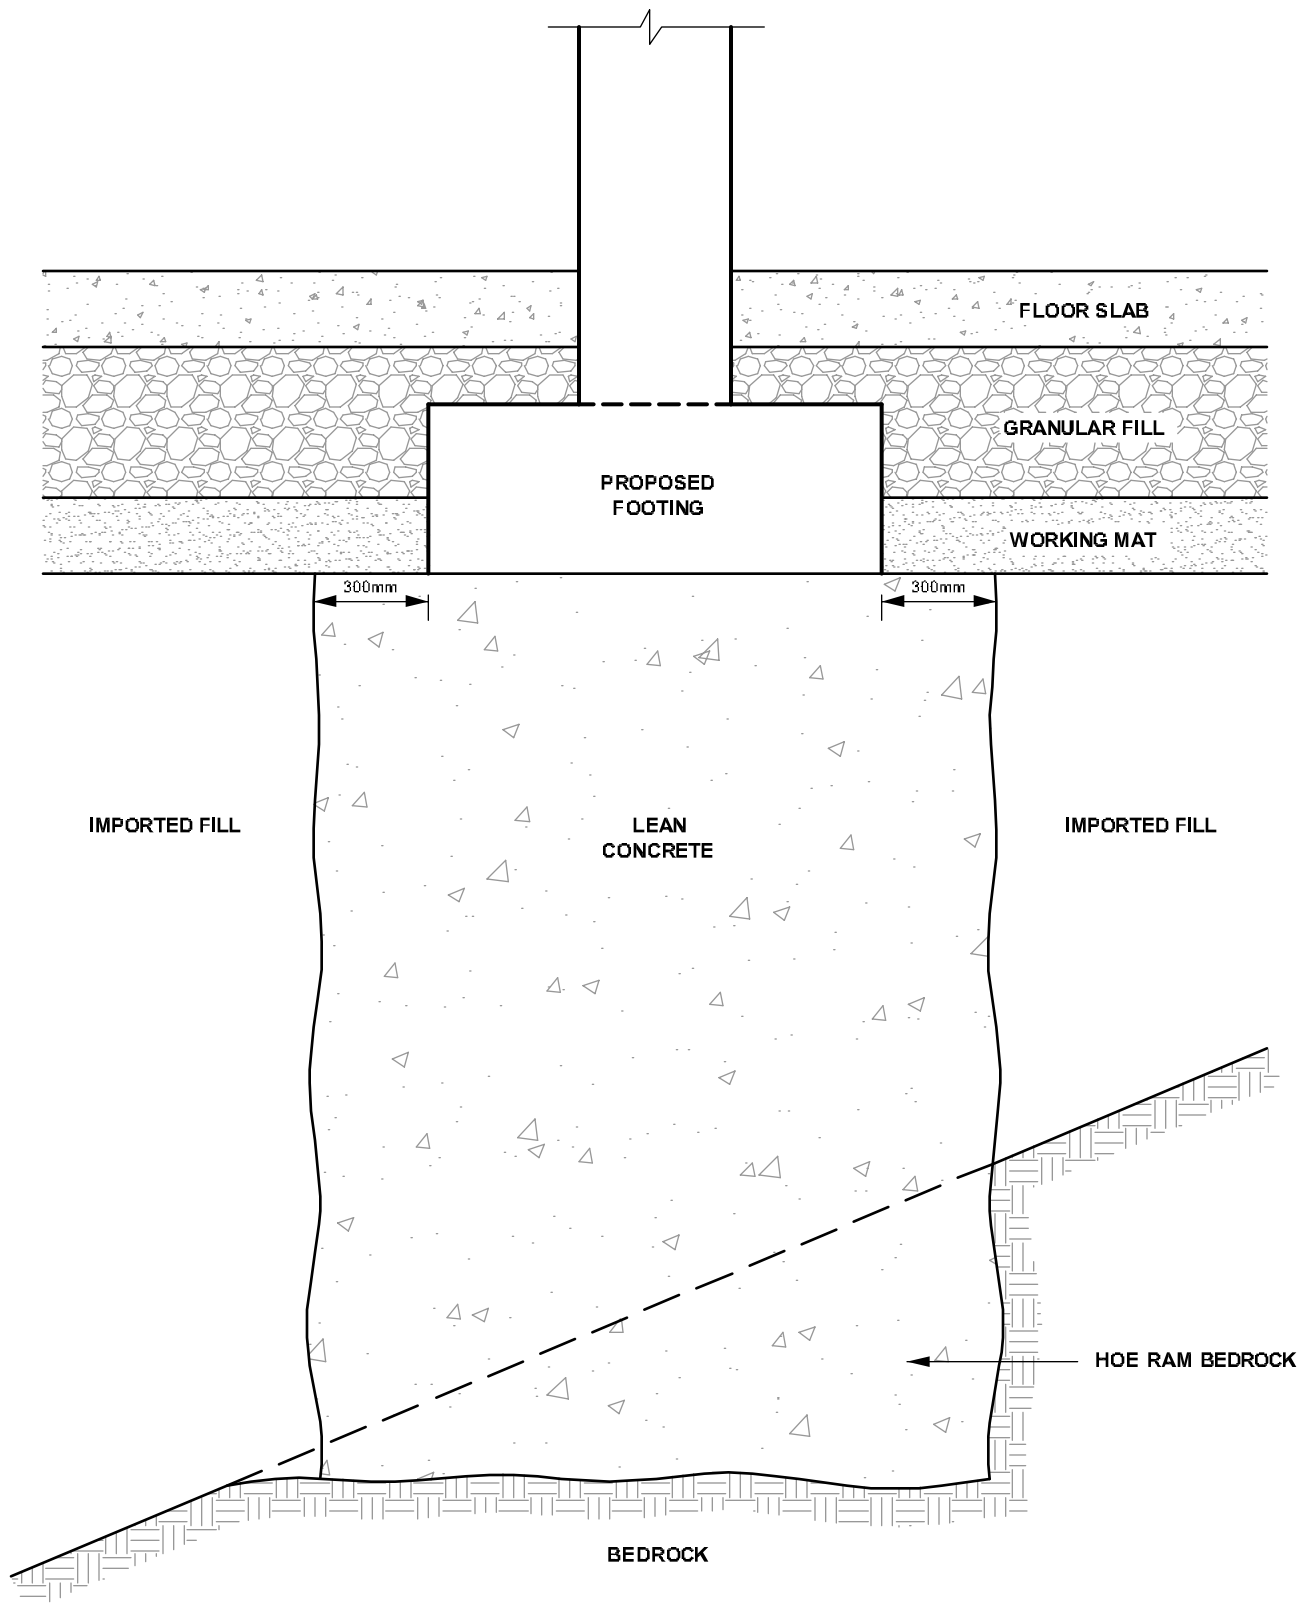 FLOOR SLAB
GRANULAR FILL
PROPOSED
FOOTING
WORKING MAT
300mm
300mm
IMPORTED FILL
LEAN
CONCRETE
IMPORTED FILL
HOE RAM BEDROCK
BEDROCK